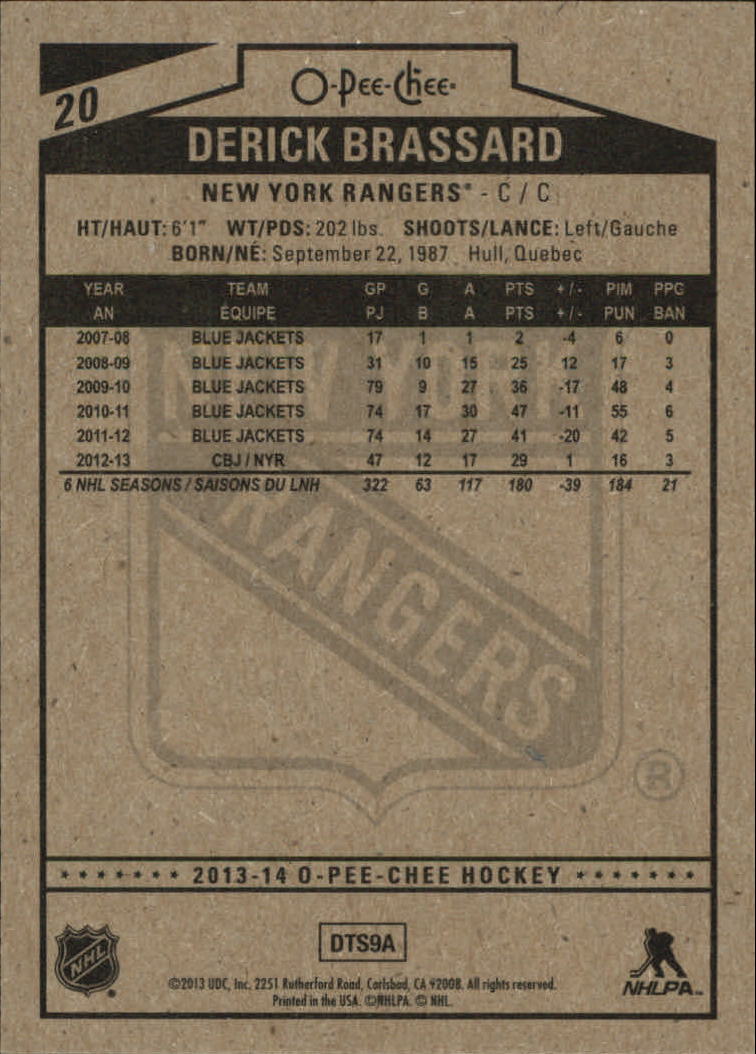 O-Pee-Chee
20
DERICK BRASSARD
NEW YORK RANGERS® - C / C
HT/HAUT: 6'1" WT/PDS: 202 lbs. SHOOTS/LANCE: Left/Gauche
BORN/NÉ: September 22, 1987 Hull, Quebec
YEAR TEAM GP G A PTS +/- PIM PPG
AN ÉQUIPE PJ B A PTS +/- PUN BAN
2007-08 BLUE JACKETS 17 1 1 2 -4 6 0
2008-09 BLUE JACKETS 31 10 15 25 12 17 3
2009-10 BLUE JACKETS 79 9 27 36 -17 48 4
2010-11 BLUE JACKETS 74 17 30 47 -11 55 6
2011-12 BLUE JACKETS 74 14 27 41 -20 42 5
2012-13 CBJ / NYR 47 12 17 29 1 16 3
6 NHL SEASONS / SAISONS DU LNH 322 63 117 180 -39 184 21
NEW YORK
RANGERS
®
★ ★ ★ ★ ★ ★ ★ 2013-14 O-PEE-CHEE HOCKEY ★ ★ ★ ★ ★ ★ ★
NHL®
DTS9A
NHLPA™
©2013 UDC, Inc. 2251 Rutherford Road, Carlsbad, CA 92008. All rights reserved.
Printed in the USA. ©NHLPA. © NHL.